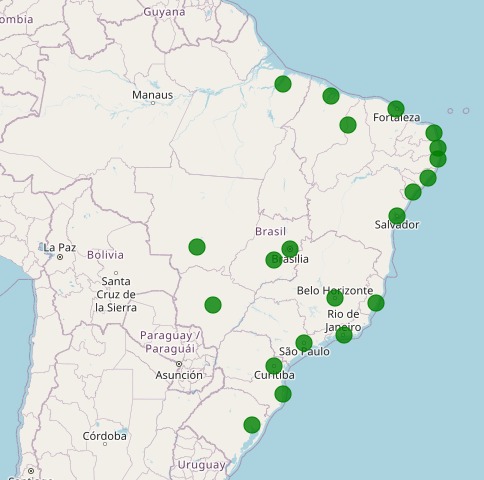 Guyana
ombia
Manaus
Fortaleza
Salvador
Brasil
La Paz
Bolivia
Brasília
Santa
Cruz de
la Sierra
Belo Horizonte
Rio de
Janeiro
Paraguay /
Paraguái
São Paulo
Asunción
Curitiba
Córdoba
Uruguay
Santiago